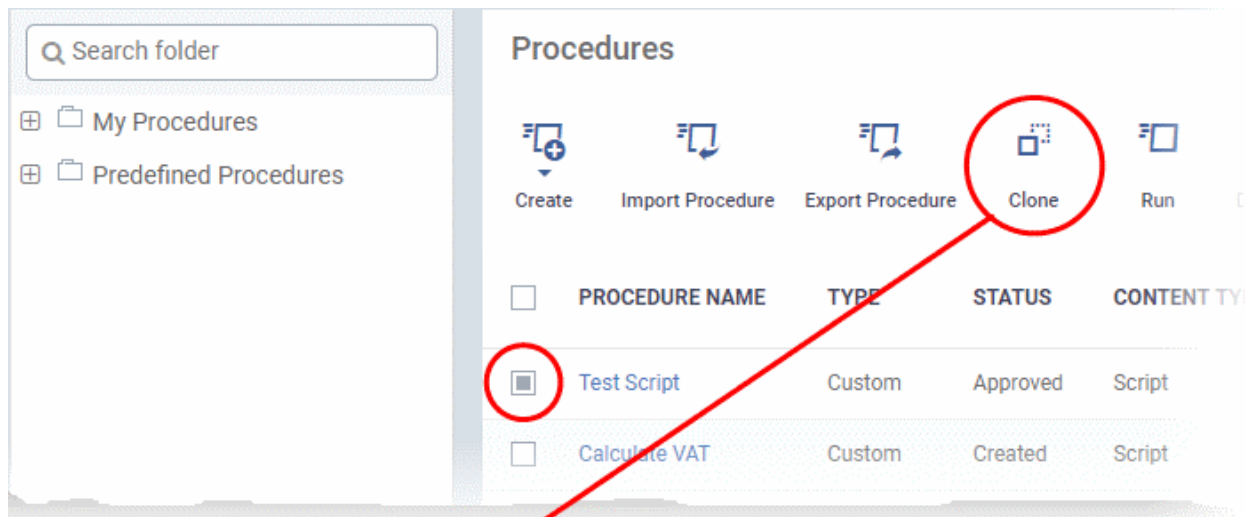 Search folder
My Procedures
Predefined Procedures
Procedures
Create Import Procedure Export Procedure Clone Run
PROCEDURE NAME TYPE STATUS CONTENT
Test Script Custom Approved Script
Calculate VAT Custom Created Script